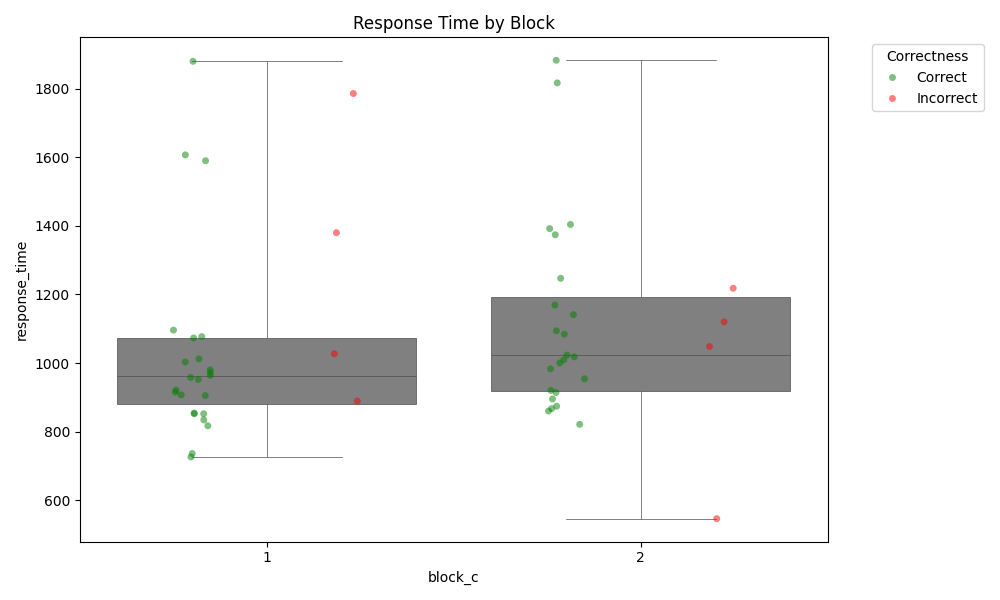 Response Time by Block
Correctness
Correct
Incorrect
response_time
1800
1600
1400
1200
1000
800
600
1
2
block_c